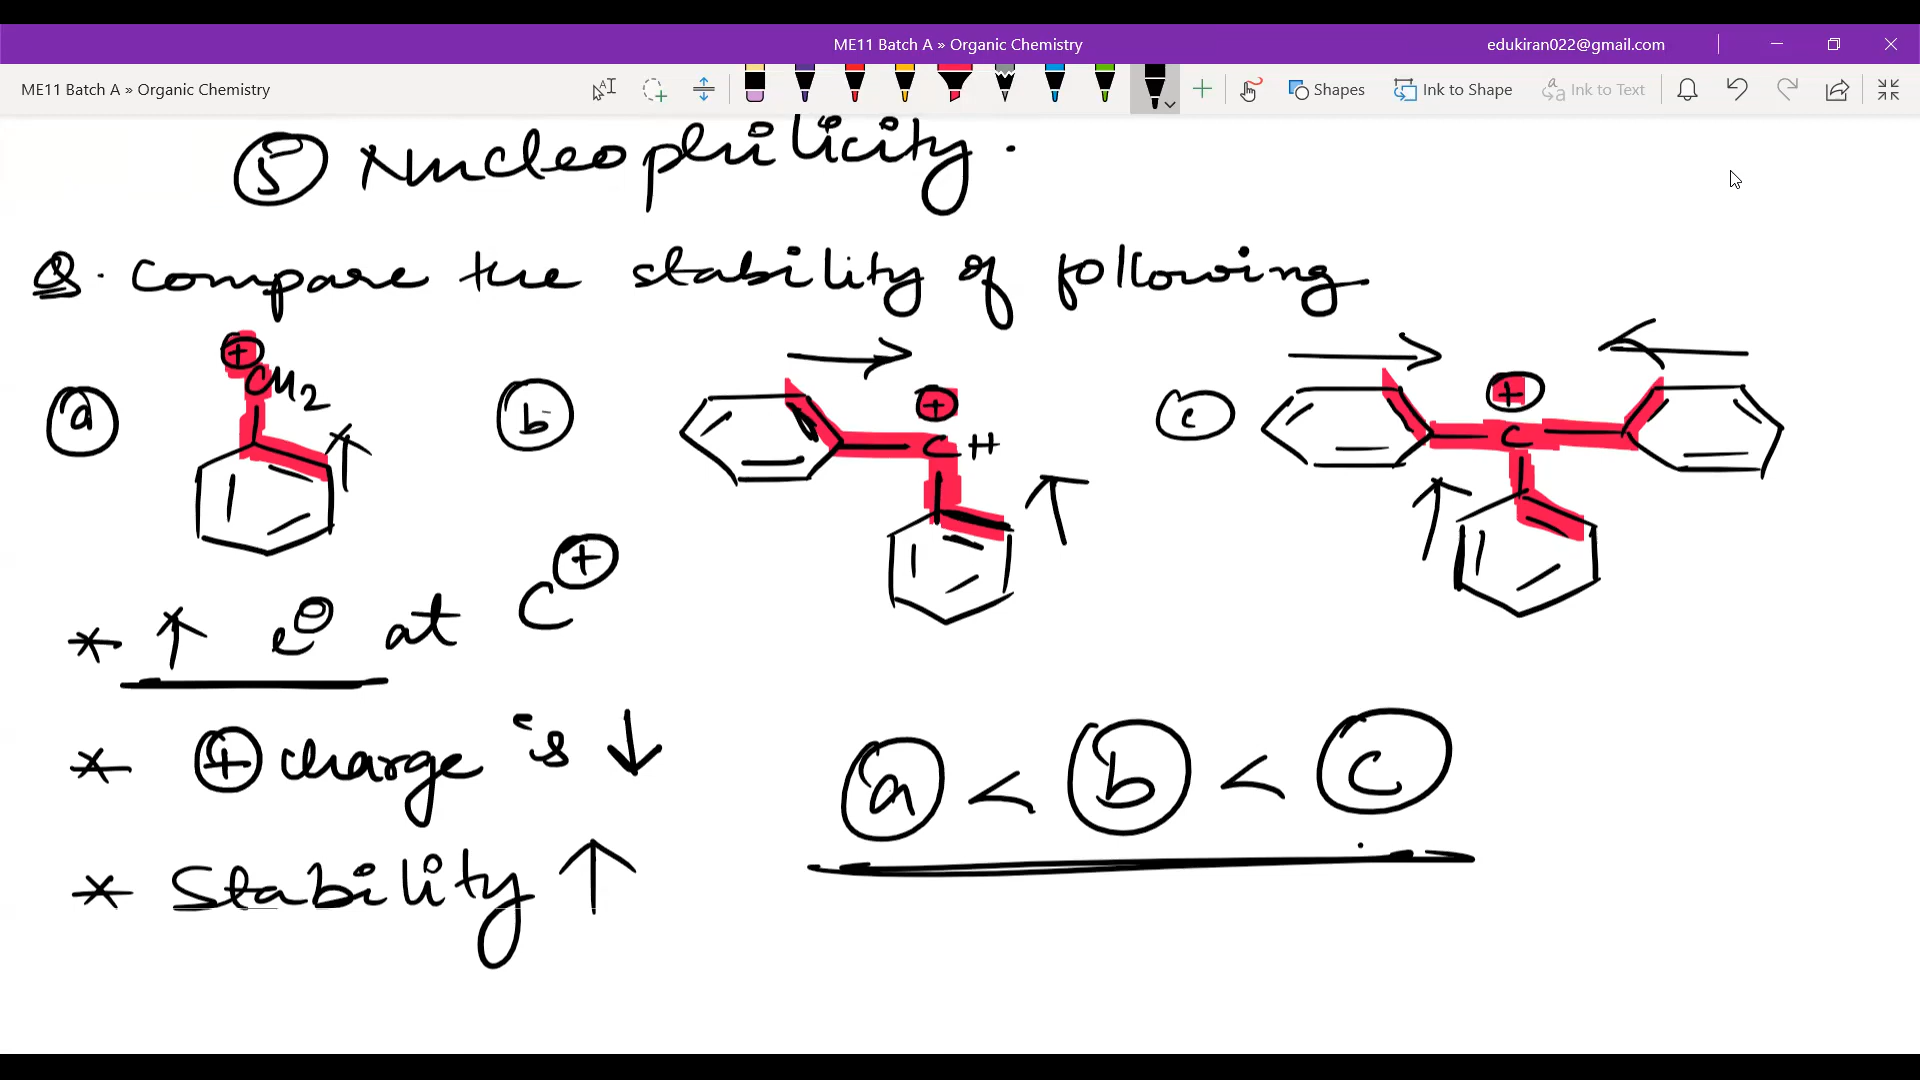 ME11 Batch A » Organic Chemistry
edukiran022@gmail.com
ME11 Batch A » Organic Chemistry
Shapes
Ink to Shape
Ink to Text
⑤ Nucleophilicity.
Q. Compare the stability of following
ⓐ ⊕ CH2
ⓑ ⊕ CH
ⓒ ⊕ C
* ↑ e⊖ at C⊕
* ⊕ charge is ↓
* Stability ↑
ⓐ < ⓑ < ⓒ